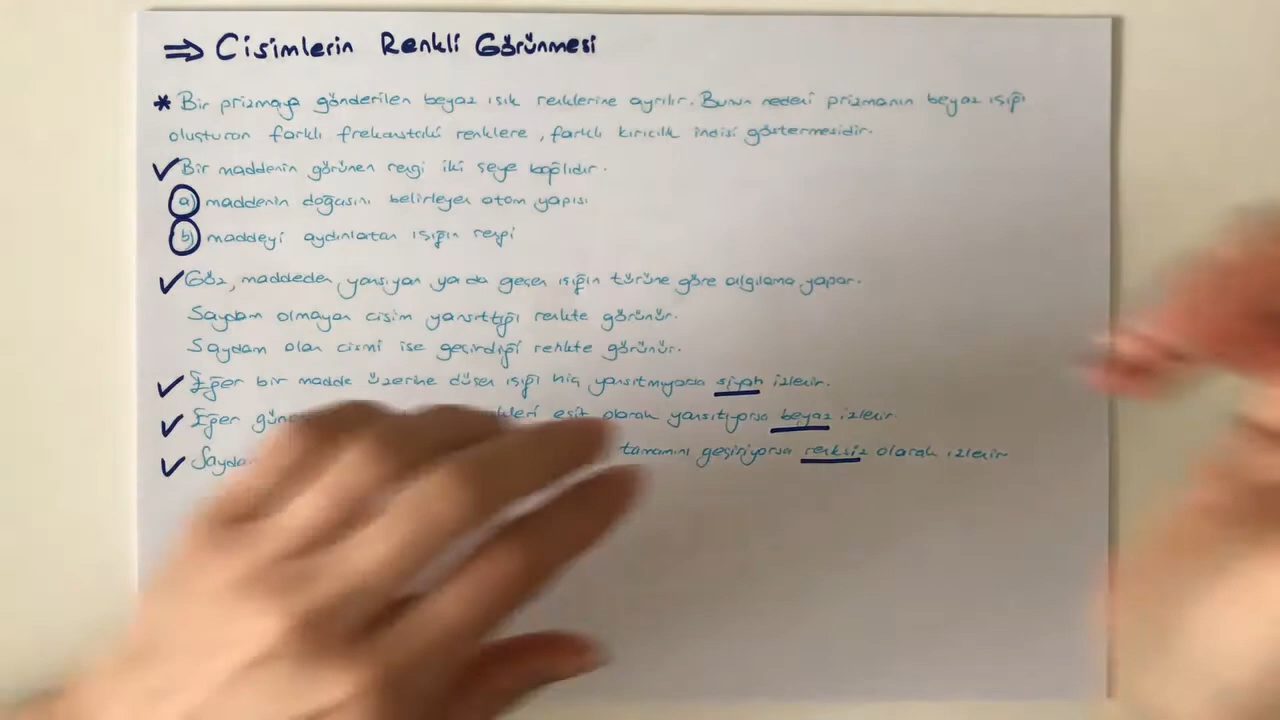 ⇒ Cisimlerin Renkli Görünmesi
* Bir prizmaya gönderilen beyaz ışık renklerine ayrılır. Bunun nedeni prizmanın beyaz ışığı
oluşturan farklı frekanstaki renklere, farklı kırıcılık indisi göstermesidir.
✓ Bir maddenin görünen rengi iki şeye bağlıdır.
a) maddenin doğasını belirleyen atom yapısı
b) maddeyi aydınlatan ışığın rengi
✓ Göz, maddeden yansıyan ya da geçen ışığın türüne göre algılama yapar.
Saydam olmayan cisim yansıttığı renkte görünür.
Saydam olan cismi ise geçirdiği renkte görünür.
✓ Eğer bir madde üzerine düşen ışığı hiç yansıtmıyorsa siyah izlenir.
✓ Eğer eşit olarak yansıtıyorsa beyaz izlenir
✓ tamamını geçiriyorsa renksiz olarak izlenir